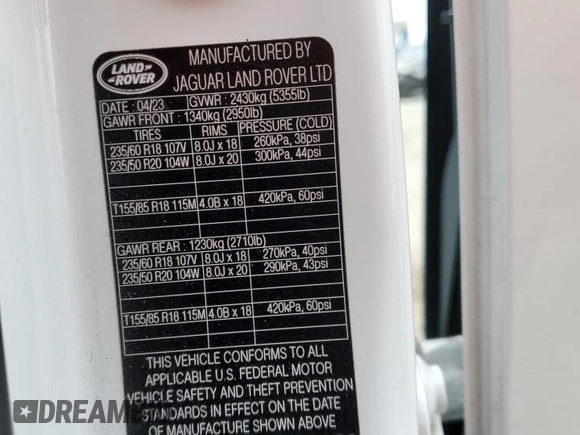 LAND ROVER
MANUFACTURED BY
JAGUAR LAND ROVER LTD
DATE : 04/23 GVWR : 2430kg (5355lb)
GAWR FRONT : 1340kg (2950lb)
TIRES RIMS PRESSURE (COLD)
235/60 R18 107V 8.0J x 18 260kPa, 38psi
235/50 R20 104W 8.0J x 20 300kPa, 44psi
T155/85 R18 115M 4.0B x 18 420kPa, 60psi
GAWR REAR : 1230kg (2710lb)
235/60 R18 107V 8.0J x 18 270kPa, 40psi
235/50 R20 104W 8.0J x 20 290kPa, 43psi
T155/85 R18 115M 4.0B x 18 420kPa, 60psi
THIS VEHICLE CONFORMS TO ALL
APPLICABLE U.S. FEDERAL MOTOR
VEHICLE SAFETY AND THEFT PREVENTION
STANDARDS IN EFFECT ON THE DATE
OF MANUFACTURE SHOWN ABOVE